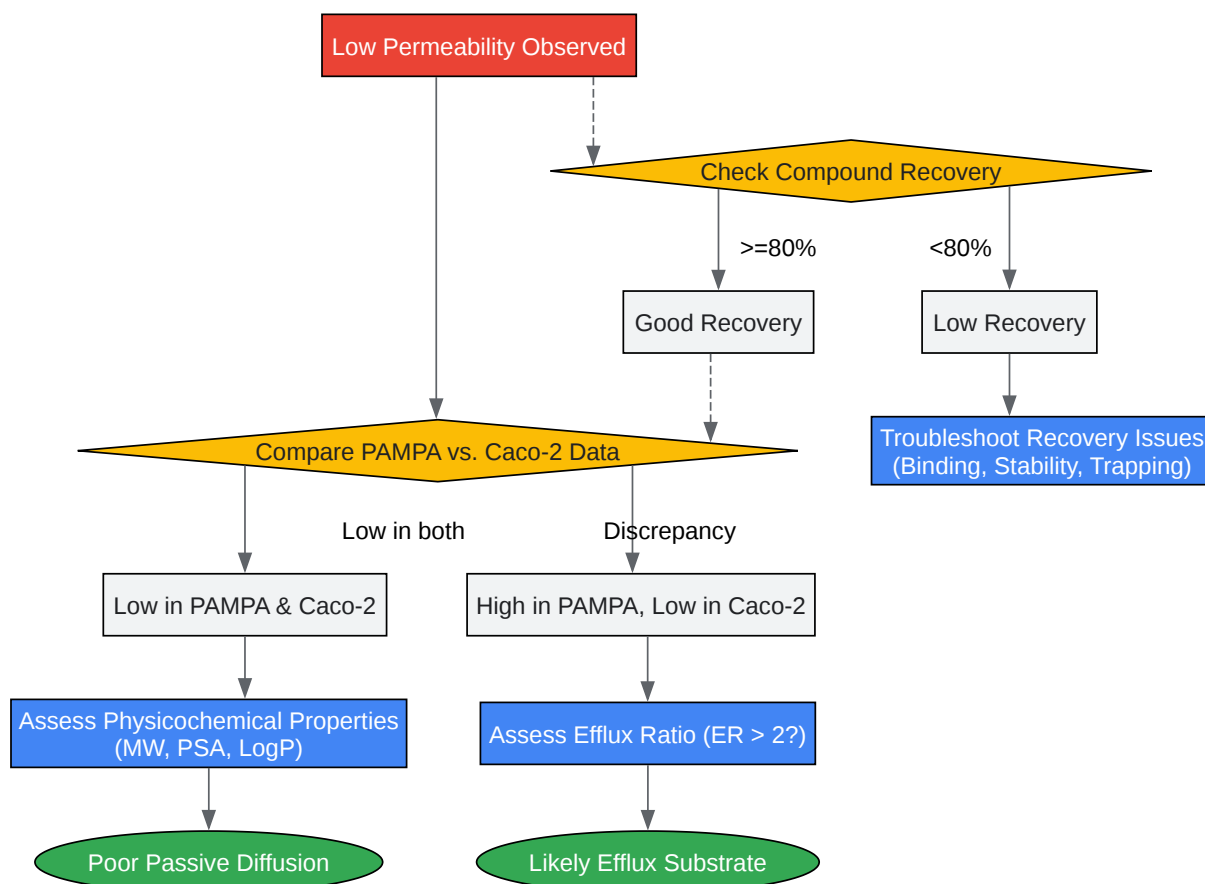 Low Permeability Observed
Check Compound Recovery
>=80%
<80%
Good Recovery
Low Recovery
Troubleshoot Recovery Issues
(Binding, Stability, Trapping)
Compare PAMPA vs. Caco-2 Data
Low in both
Discrepancy
Low in PAMPA & Caco-2
High in PAMPA, Low in Caco-2
Assess Physicochemical Properties
(MW, PSA, LogP)
Assess Efflux Ratio (ER > 2?)
Poor Passive Diffusion
Likely Efflux Substrate